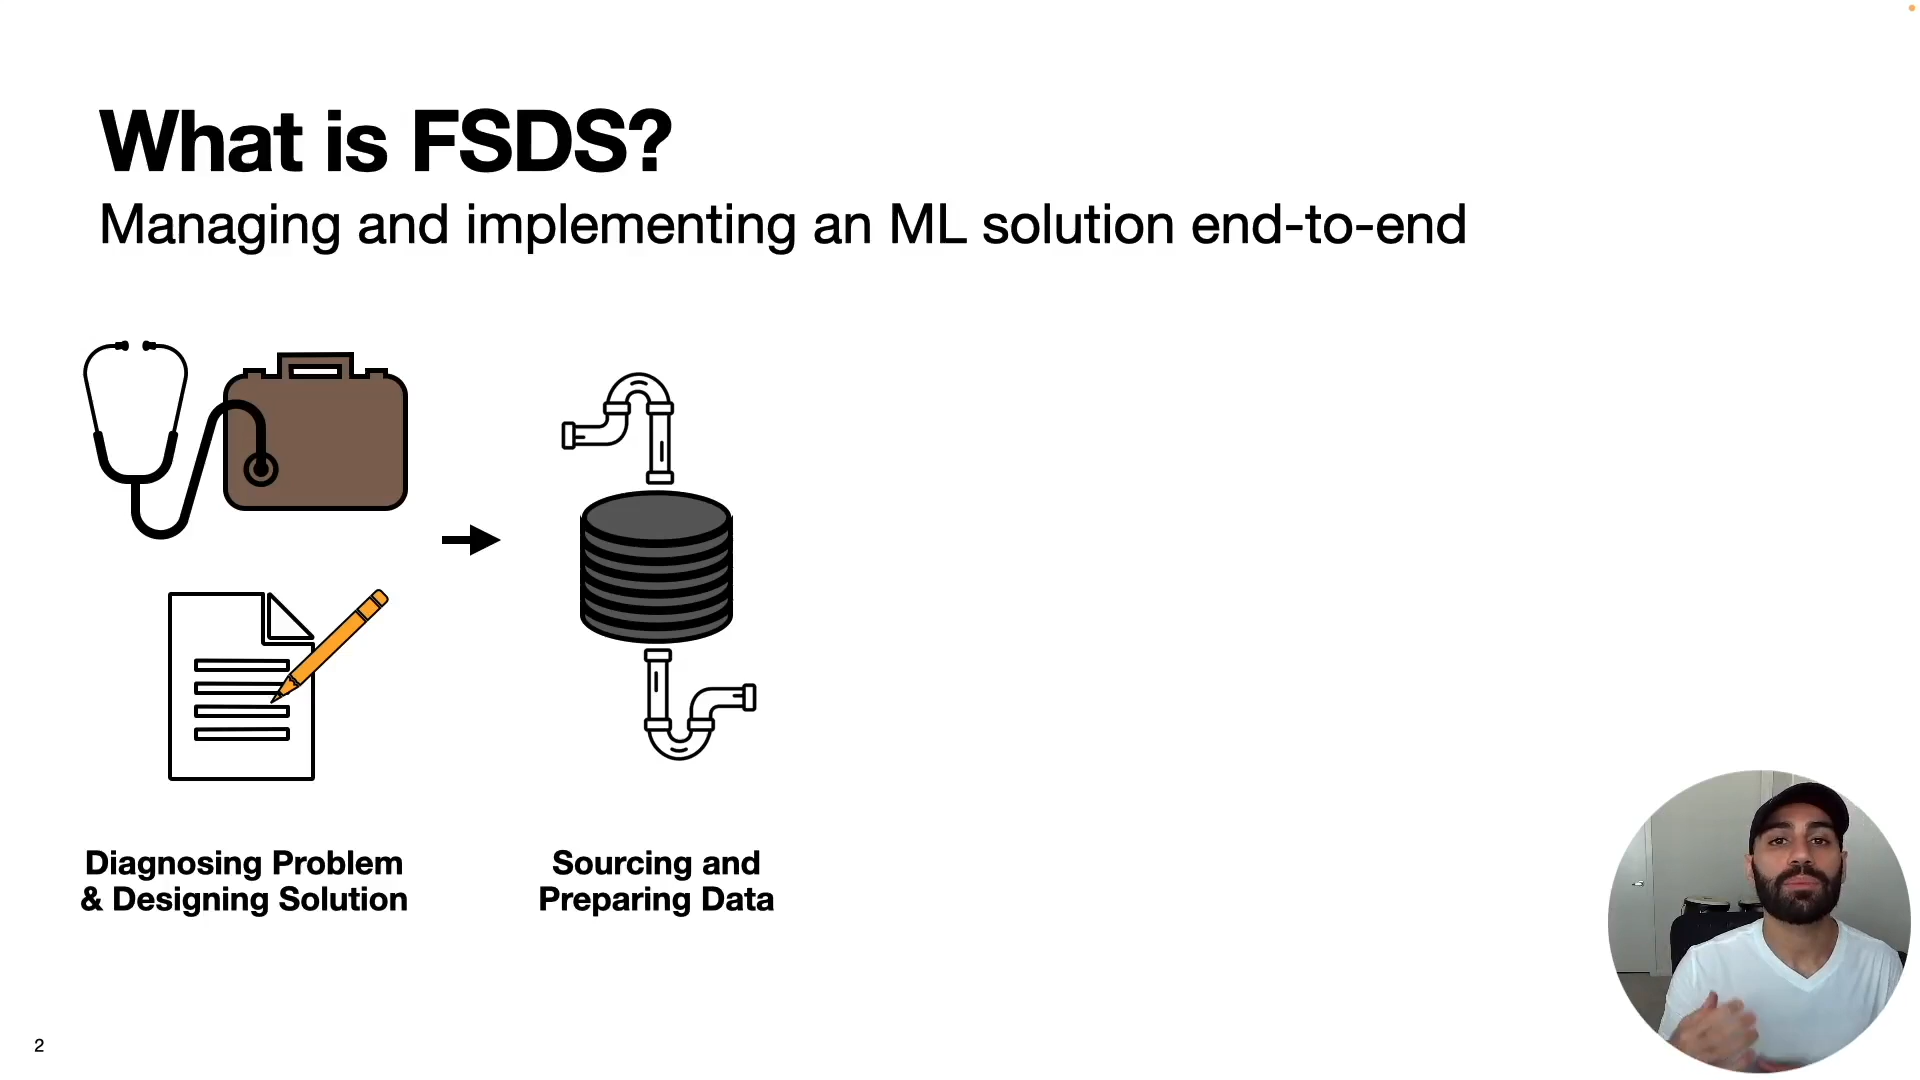 What is FSDS?
Managing and implementing an ML solution end-to-end
Diagnosing Problem
& Designing Solution
Sourcing and
Preparing Data
2